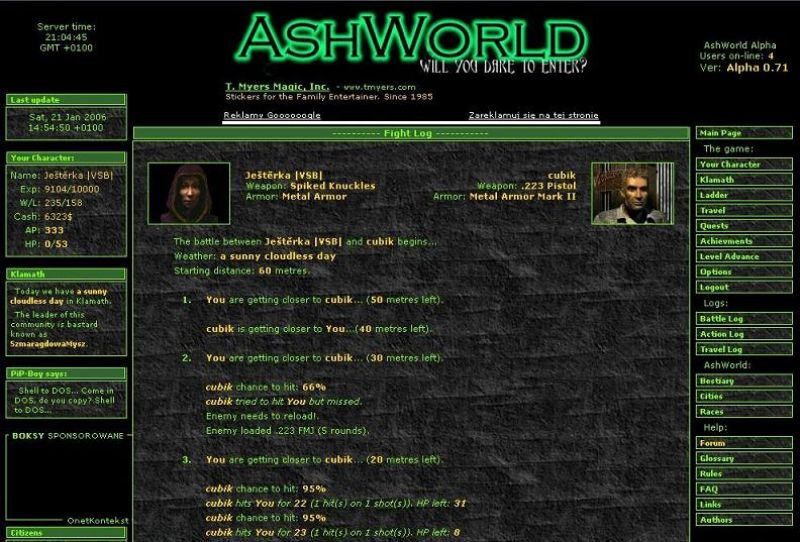 Server time:
21:04:45
GMT +0100
ASHWORLD
WILL YOU DARE TO ENTER?
AshWorld Alpha
Users on-line: 4
Ver: Alpha 0.71
T. Myers Magic, Inc. - www.tmyers.com
Stickers for the Family Entertainer. Since 1985
Reklamy Goooooogle
Zareklamuj się na tej stronie
Last update
Sat, 21 Jan 2006
14:54:50 +0100
Your Character:
Name: Ještěrka |VSB|
Exp: 9104/10000
W/L: 235/158
Cash: 6323$
AP: 333
HP: 0/53
Klamath
Today we have a sunny
cloudless day in Klamath.
The leader of this
community is bastard
known as
SzmaragdowaMysz.
PiP-Boy says:
Shell to DOS... Come in
DOS, do you copy? Shell
to DOS...
BOKSY SPONSOROWANE
OnetKontekst
Citizens
---------- Fight Log -----------
Ještěrka |VSB|
Weapon: Spiked Knuckles
Armor: Metal Armor
cubik
Weapon: .223 Pistol
Armor: Metal Armor Mark II
The battle between Ještěrka |VSB| and cubik begins...
Weather: a sunny cloudless day
Starting distance: 60 metres.
1. You are getting closer to cubik... (50 metres left).
cubik is getting closer to You...(40 metres left).
2. You are getting closer to cubik... (30 metres left).
cubik chance to hit: 66%
cubik tried to hit You but missed.
Enemy needs to reload!.
Enemy loaded .223 FMJ (5 rounds).
3. You are getting closer to cubik... (20 metres left).
cubik chance to hit: 95%
cubik hits You for 22 (1 hit(s) on 1 shot(s)). HP left: 31
cubik chance to hit: 95%
cubik hits You for 23 (1 hit(s) on 1 shot(s)). HP left: 8
Main Page
The game:
Your Character
Klamath
Ladder
Travel
Quests
Achievments
Level Advance
Options
Logout
Logs:
Battle Log
Action Log
Travel Log
AshWorld:
Bestiary
Cities
Races
Help:
Forum
Glossary
Rules
FAQ
Links
Authors